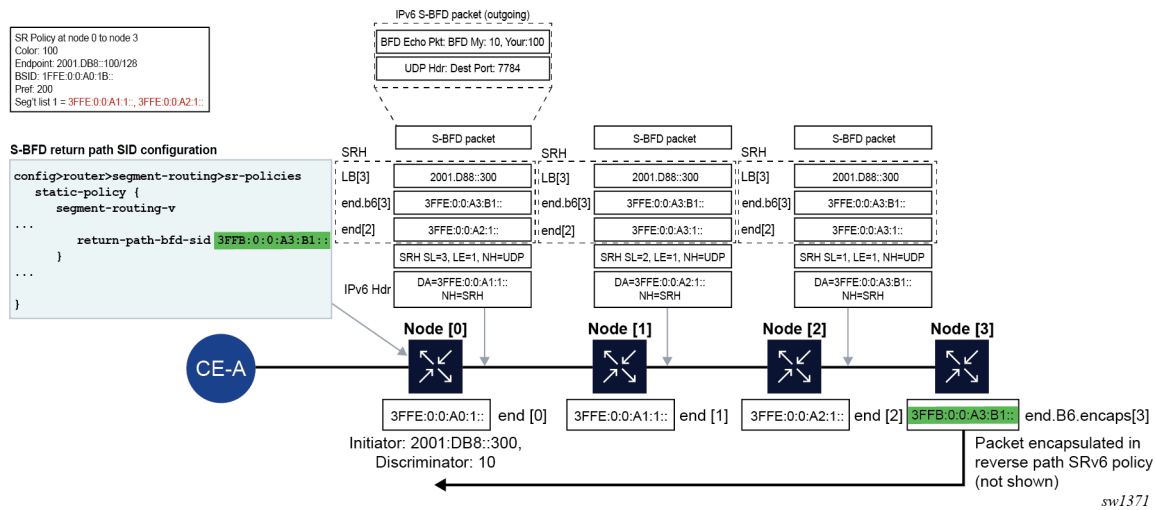 SR Policy at node 0 to node 3
Color: 100
Endpoint: 2001.DB8::100/128
BSID: 1FFE:0:0:A0:1B::
Pref: 200
Seg't list 1 = 3FFE:0:0:A1:1::, 3FFE:0:0:A2:1::
IPv6 S-BFD packet (outgoing)
BFD Echo Pkt: BFD My: 10, Your:100
UDP Hdr: Dest Port: 7784
S-BFD return path SID configuration
config>router>segment-routing>sr-policies
static-policy {
segment-routing-v
...
return-path-bfd-sid 3FFB:0:0:A3:B1::
}
...
}
S-BFD packet
SRH
LB[3]
2001.D88::300
end.b6[3]
3FFE:0:0:A3:B1::
end[2]
3FFE:0:0:A2:1::
SRH SL=3, LE=1, NH=UDP
IPv6 Hdr
DA=3FFE:0:0:A1:1::
NH=SRH
S-BFD packet
SRH
LB[3]
2001.D88::300
end.b6[3]
3FFE:0:0:A3:B1::
end[2]
3FFE:0:0:A3:1::
SRH SL=2, LE=1, NH=UDP
DA=3FFE:0:0:A2:1::
NH=SRH
S-BFD packet
SRH
LB[3]
2001.D88::300
end.b6[3]
3FFE:0:0:A3:B1::
end[2]
3FFE:0:0:A3:1::
SRH SL=1, LE=1, NH=UDP
DA=3FFE:0:0:A3:B1::
NH=SRH
CE-A
Node [0]
Node [1]
Node [2]
Node [3]
3FFE:0:0:A0:1:: end [0]
3FFE:0:0:A1:1:: end [1]
3FFE:0:0:A2:1:: end [2]
3FFB:0:0:A3:B1:: end.B6.encaps[3]
Initiator: 2001:DB8::300,
Discriminator: 10
Packet encapsulated in
reverse path SRv6 policy
(not shown)
sw1371